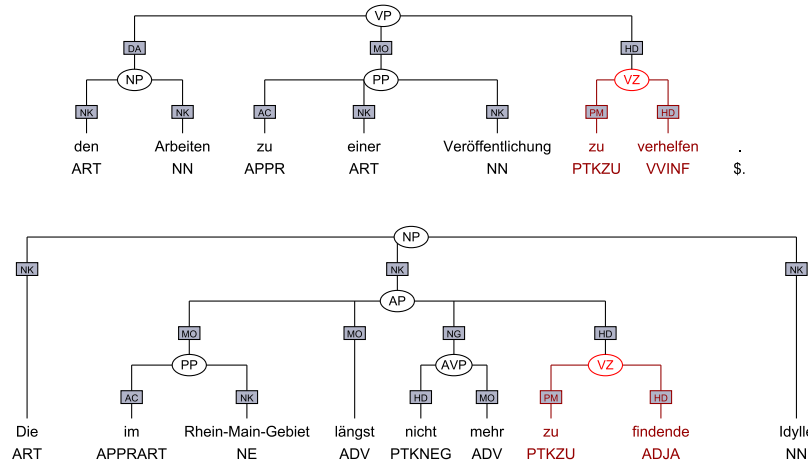 VP
DA MO HD
NP PP VZ
NK NK AC NK NK PM HD
den Arbeiten zu einer Veröffentlichung zu verhelfen .
ART NN APPR ART NN PTKZU VVINF $.
NP
NK NK NK
AP
MO MO NG HD
PP AVP VZ
AC NK HD MO PM HD
Die im Rhein-Main-Gebiet längst nicht mehr zu findende Idylle
ART APPRART NE ADV PTKNEG ADV PTKZU ADJA NN